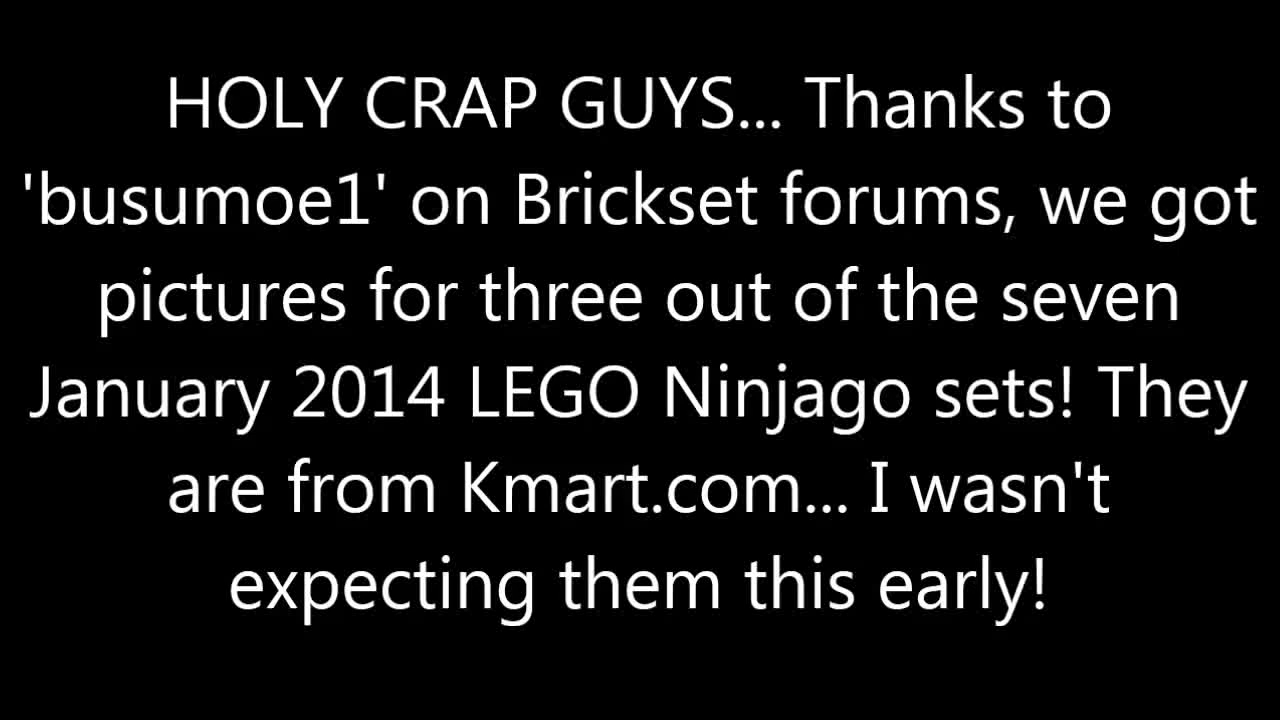 HOLY CRAP GUYS... Thanks to
'busumoe1' on Brickset forums, we got
pictures for three out of the seven
January 2014 LEGO Ninjago sets! They
are from Kmart.com... I wasn't
expecting them this early!